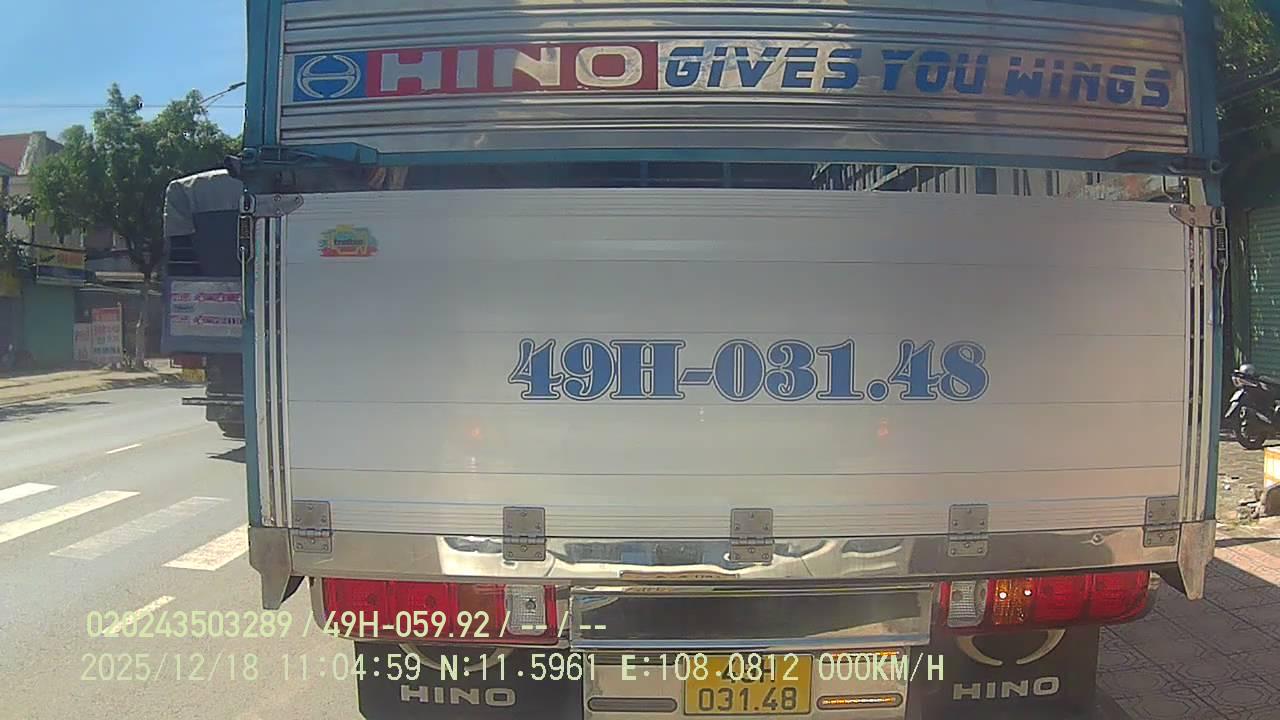 HINO GIVES YOU WINGS
49H-031.48
020243503289 / 49H-059.92 / -- / --
2025/12/18 11:04:59 N:11.5961 E:108.0812 000KM/H
HINO
49H
031.48
HINO